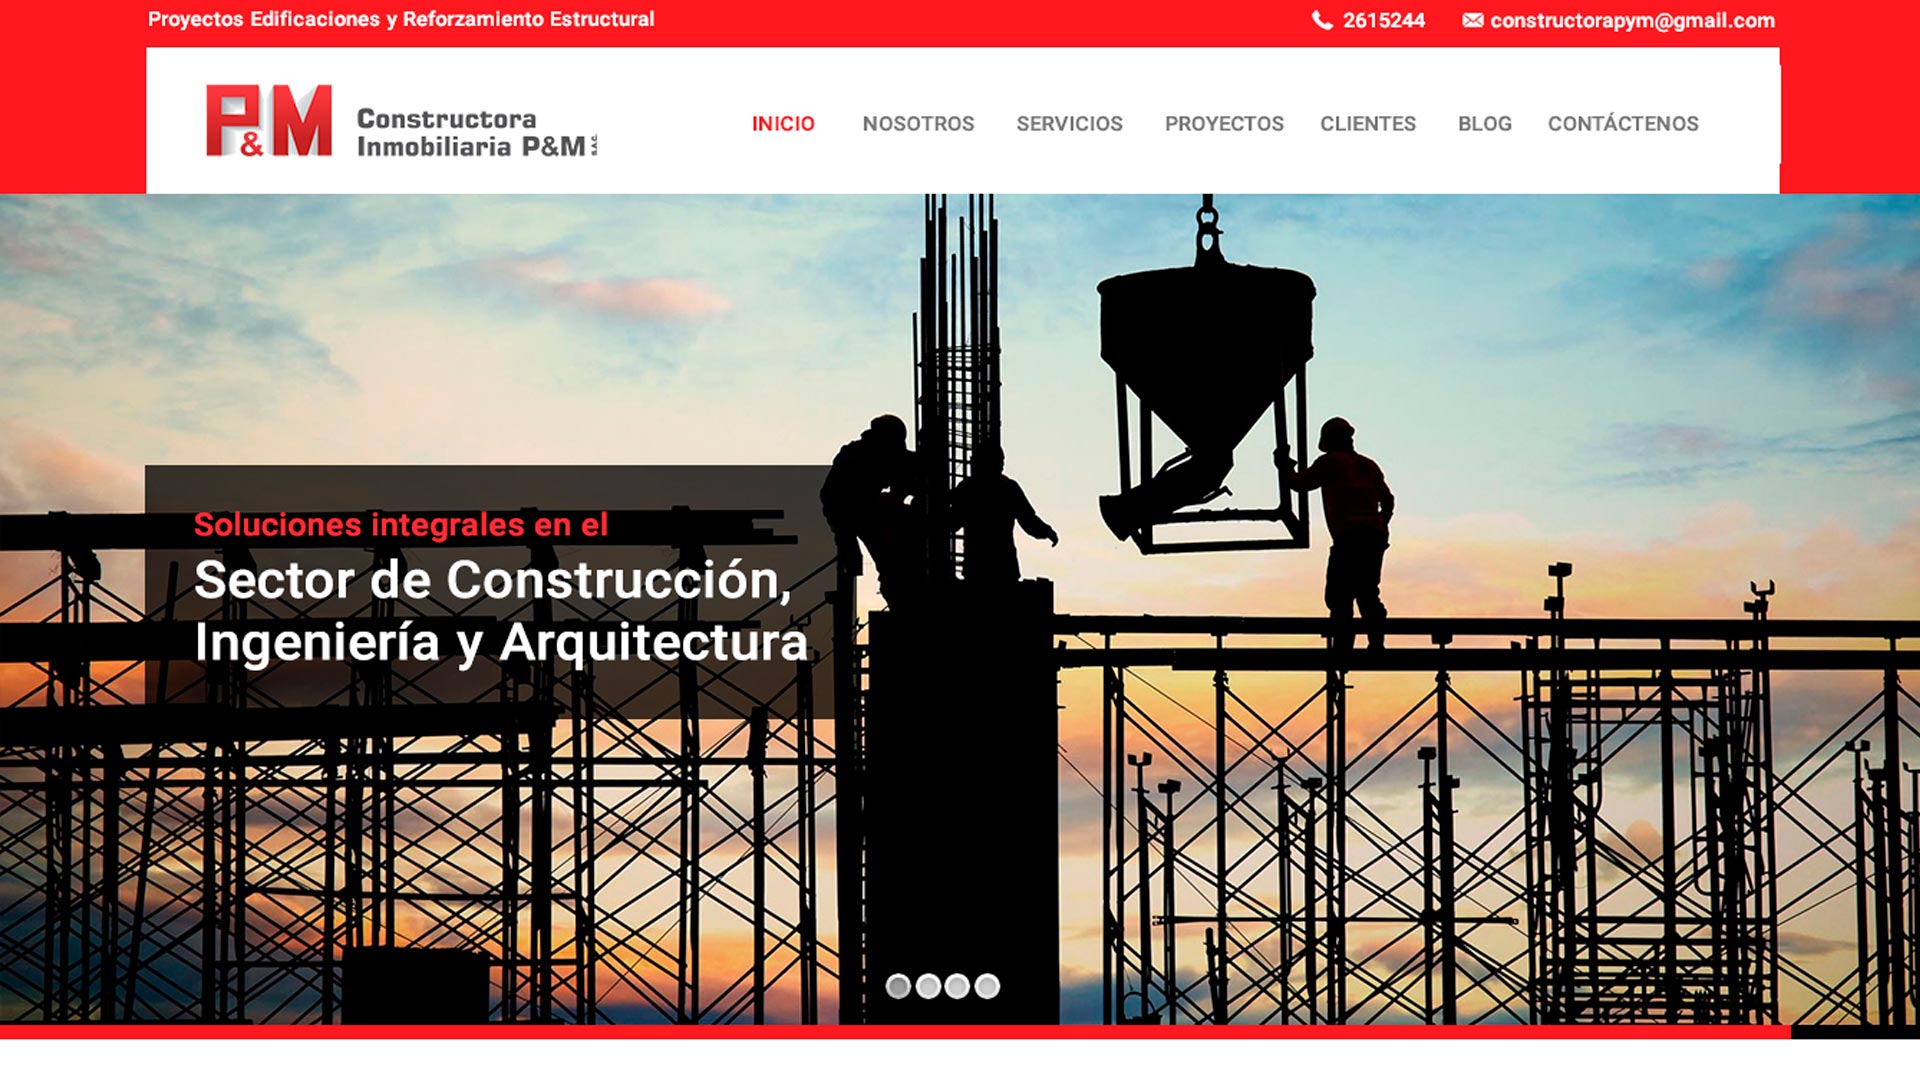 Proyectos Edificaciones y Reforzamiento Estructural
2615244
constructorapym@gmail.com
P&M
Constructora
Inmobiliaria P&M S.A.C.
INICIO
NOSOTROS
SERVICIOS
PROYECTOS
CLIENTES
BLOG
CONTÁCTENOS
Soluciones integrales en el
Sector de Construcción,
Ingeniería y Arquitectura